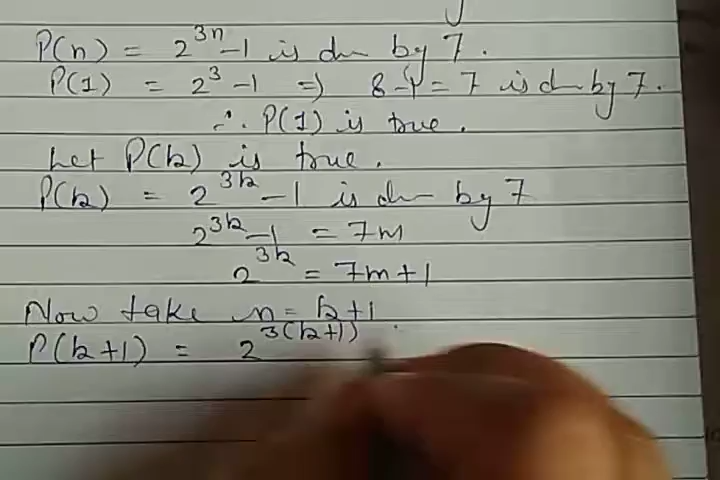 P(n) = 2^{3n} - 1 is div by 7.
P(1) = 2^3 - 1 => 8 - 1 = 7 is div by 7.
∴ P(1) is true.
Let P(k) is true.
P(k) = 2^{3k} - 1 is div by 7
2^{3k} - 1 = 7m
2^{3k} = 7m + 1
Now take n = k+1
P(k+1) = 2^{3(k+1)}